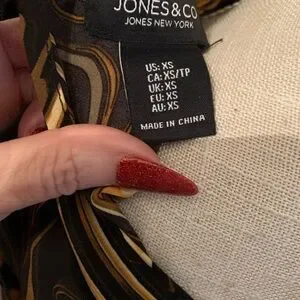 JONES & CO
JONES NEW YORK
US: XS
CA: XS/TP
UK: XS
EU: XS
AU: XS
MADE IN CHINA